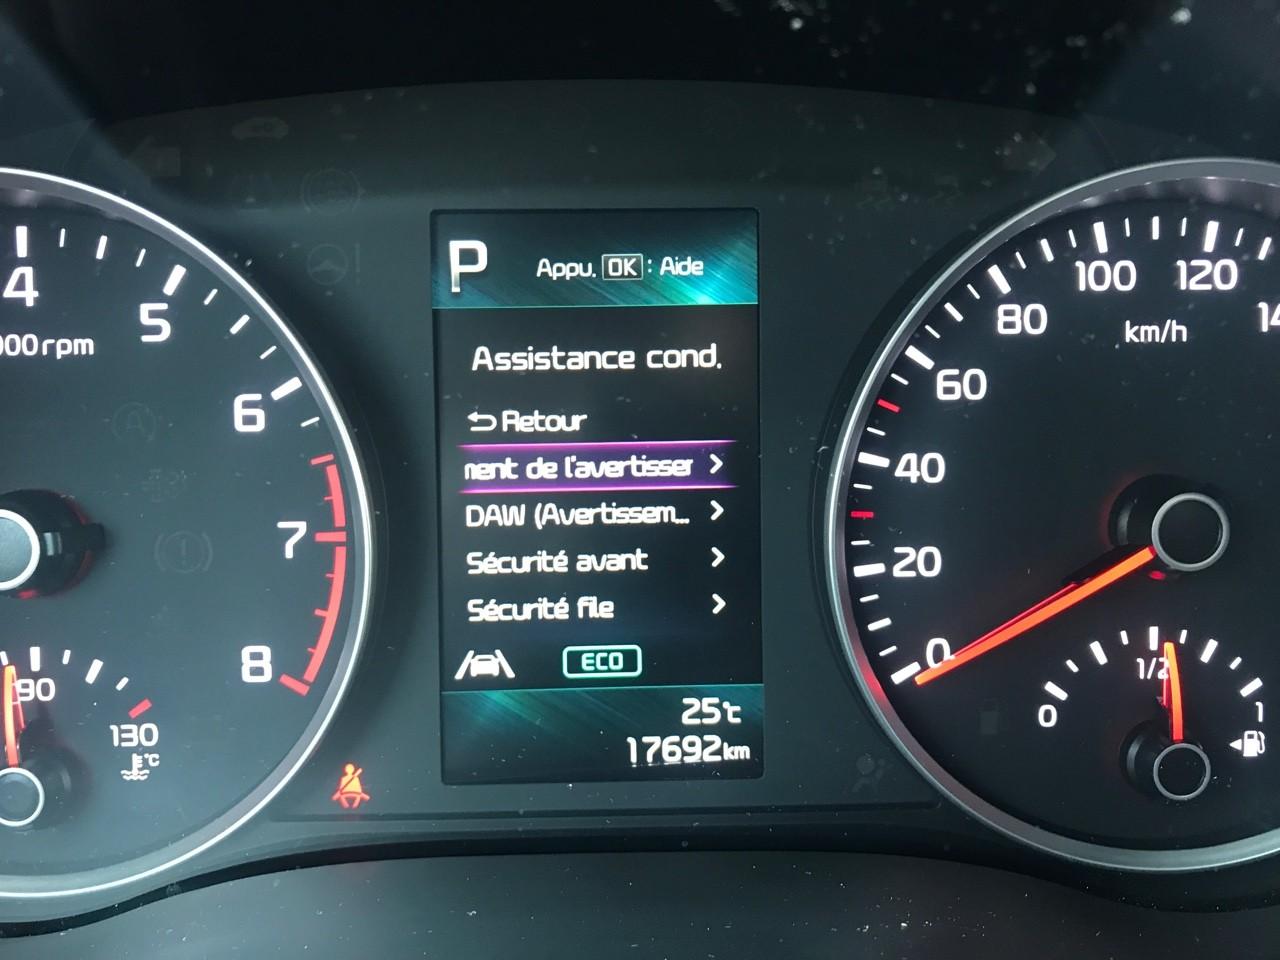 P
Appu. OK : Aide
Assistance cond.
Retour
nent de l'avertisser
DAW (Avertissem...
Sécurité avant
Sécurité file
ECO
25℃
17692km
4
5
6
7
8
000rpm
90
130
°C
0
20
40
60
80
100
120
14
km/h
0
1/2
1